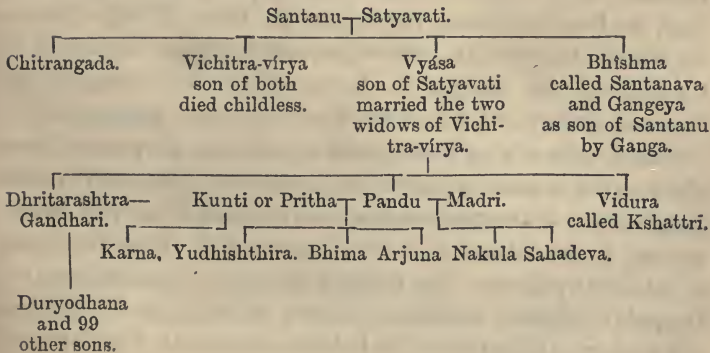 Santanu Satyavati.
Chitrangada. Vichitra-vírya Vyása Bhíshma
son of both son of Satyavati called Santanava
died childless. married the two and Gangeya
widows of Vichi- as son of Santanu
tra-vírya. by Ganga.
Dhritarashtra— Kunti or Pritha Pandu Madri. Vidura
Gandhari. called Kshattri.
Karna, Yudhishthira. Bhima Arjuna Nakula Sahadeva.
Duryodhana
and 99
other sons.